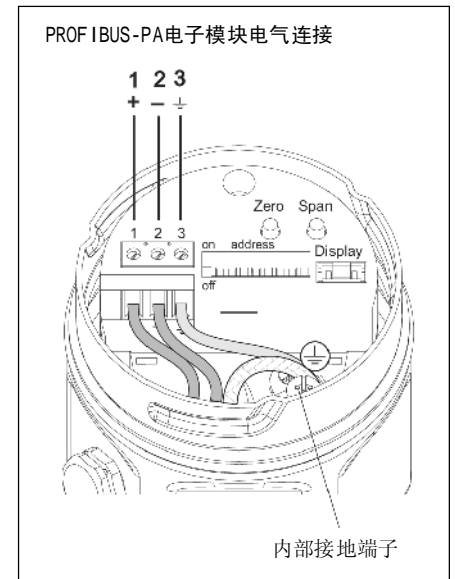 PROFIBUS-PA电子模块电气连接
1 2 3
+ −
Zero Span
1 2 3
on address
Display
off
内部接地端子